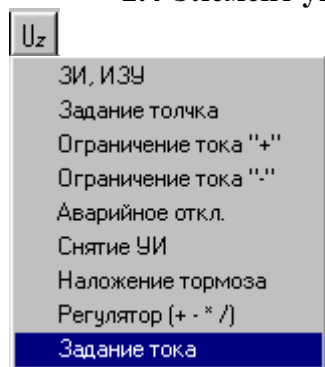 Uz
ЗИ, ИЗУ
Задание толчка
Ограничение тока "+"
Ограничение тока "-"
Аварийное откл.
Снятие УИ
Наложение тормоза
Регулятор (+ - * /)
Задание тока